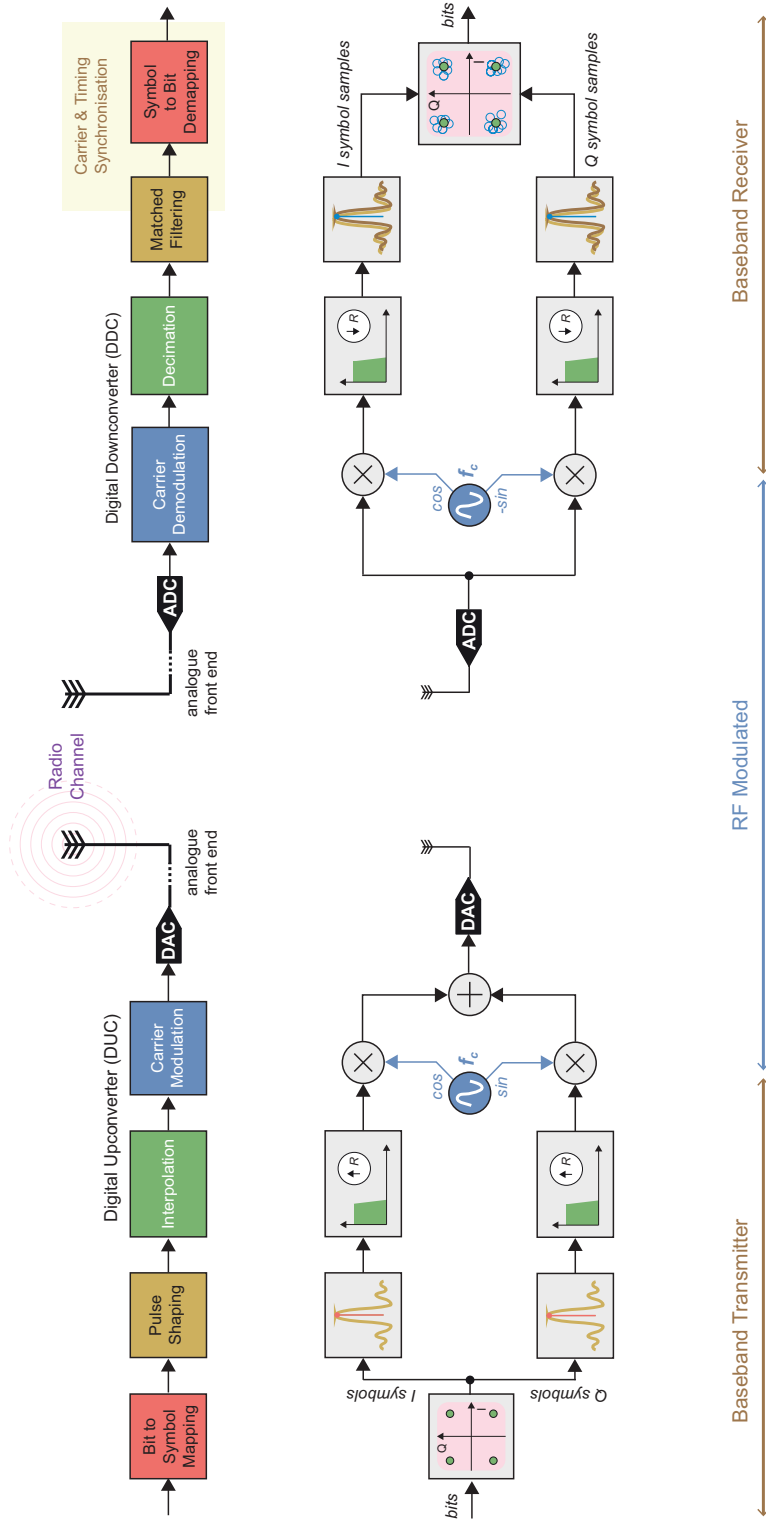 Bit to
Symbol
Mapping
Pulse
Shaping
Digital Upconverter (DUC)
Interpolation
Carrier
Modulation
DAC
analogue
front end
Radio
Channel
analogue
front end
ADC
Digital Downconverter (DDC)
Carrier
Demodulation
Decimation
Matched
Filtering
Carrier & Timing
Synchronisation
Symbol
to Bit
Demapping
bits
Q
I
I symbols
Q symbols
R
R
cos
fc
sin
DAC
ADC
cos
fc
-sin
R
R
I symbol samples
Q symbol samples
Q
I
bits
Baseband Transmitter
RF Modulated
Baseband Receiver